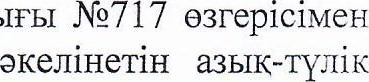 ығы №717 өзгерісімен
әкелінетін азық-түлік